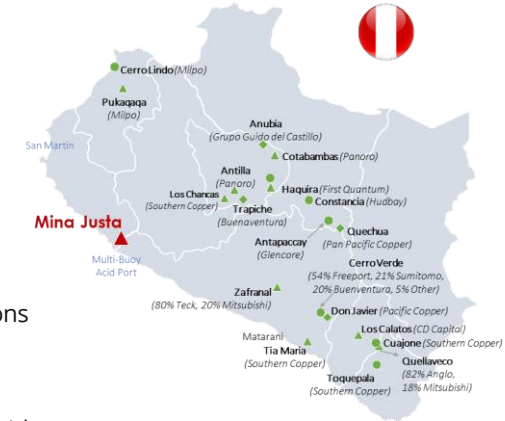 Cerro Lindo (Milpo)
Pukaqaqa
(Milpo)
San Martin
Anubia
(Grupo Guido del Castillo)
Cotabambas (Panoro)
Antilla
(Panoro)
Los Chancas
(Southern Copper)
Haquira (First Quantum)
Trapiche
(Buenaventura)
Constancia (Hudbay)
Mina Justa
Multi-Buoy
Acid Port
Antapaccay
(Glencore)
Quechua
(Pan Pacific Copper)
Cerro Verde
(54% Freeport, 21% Sumitomo,
20% Buenventura, 5% Other)
Zafranal
(80% Teck, 20% Mitsubishi)
ons
Don Javier (Pacific Copper)
Los Calatos (CD Capital)
Matarani
Cuajone (Southern Copper)
Tia Maria
(Southern Copper)
Quellaveco
(82% Anglo,
18% Mitsubishi)
Toquepala
(Southern Copper)